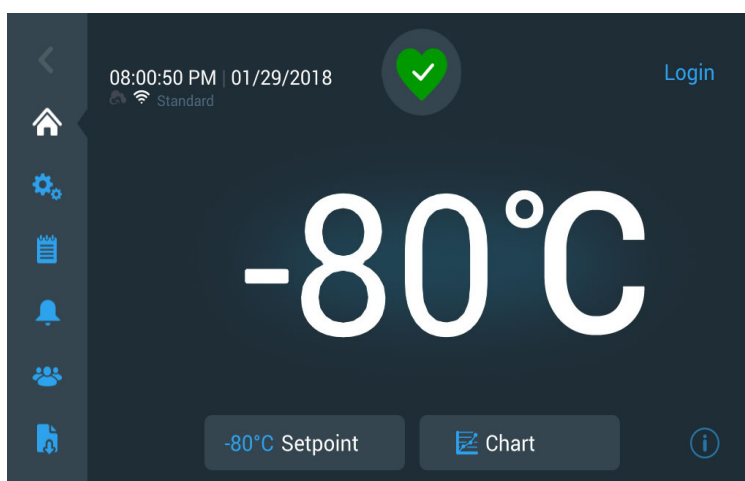 08:00:50 PM | 01/29/2018
Login
Standard
-80°C
-80°C Setpoint
Chart